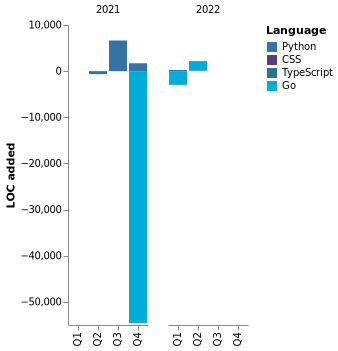 2021 2022
Language
Python
CSS
TypeScript
Go
LOC added
10,000
0
−10,000
−20,000
−30,000
−40,000
−50,000
Q1 Q2 Q3 Q4 Q1 Q2 Q3 Q4